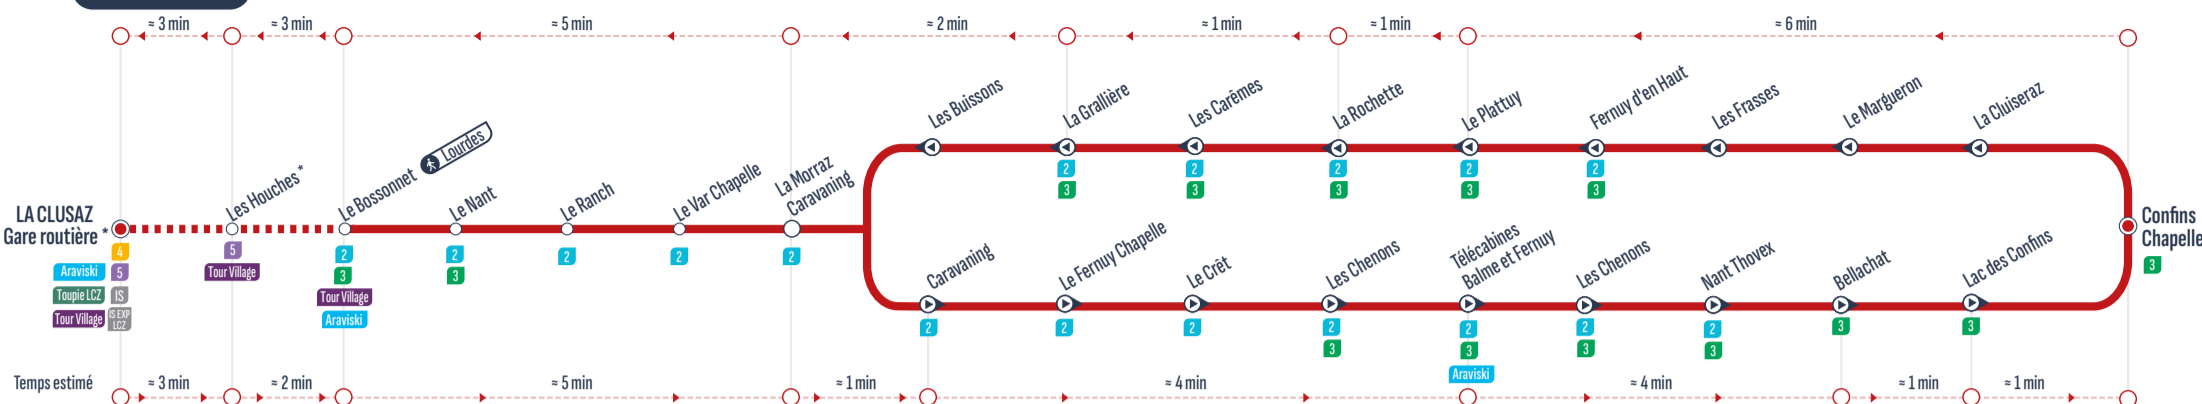 ≈ 3 min
≈ 3 min
≈ 5 min
≈ 2 min
≈ 1 min
≈ 1 min
≈ 6 min
Les Buissons
La Grallière
2
3
Les Carêmes
2
3
La Rochette
2
3
Le Plattuy
2
3
Fernuy d'en Haut
2
3
Les Frasses
Le Margueron
La Cluiseraz
LA CLUSAZ
Gare routière *
4
Araviski
5
Toupie LCZ
IS
Tour Village
IS EXP
LCZ
Les Houches *
5
Tour Village
Le Bossonnet
Lourdes
2
3
Tour Village
Araviski
Le Nant
2
3
Le Ranch
2
Le Var Chapelle
2
La Morraz
Caravaning
2
Confins
Chapelle
3
Caravaning
2
Le Fernuy Chapelle
2
Le Crêt
2
Les Chenons
2
3
Télécabines
Balme et Fernuy
2
3
Araviski
Les Chenons
2
3
Nant Thovex
2
3
Bellachat
3
Lac des Confins
3
Temps estimé
≈ 3 min
≈ 2 min
≈ 5 min
≈ 1 min
≈ 4 min
≈ 4 min
≈ 1 min
≈ 1 min